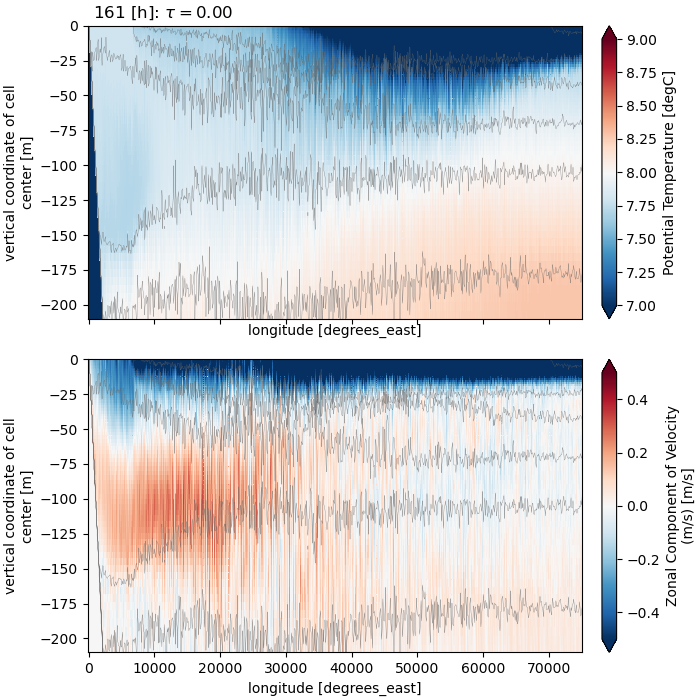 161 [h]: τ = 0.00
0
−25
−50
−75
−100
−125
−150
−175
−200
vertical coordinate of cell
center [m]
longitude [degrees_east]
9.00
8.75
8.50
8.25
8.00
7.75
7.50
7.25
7.00
Potential Temperature [degC]
0
−25
−50
−75
−100
−125
−150
−175
−200
vertical coordinate of cell
center [m]
0 10000 20000 30000 40000 50000 60000 70000
longitude [degrees_east]
0.4
0.2
0.0
−0.2
−0.4
Zonal Component of Velocity
(m/s) [m/s]